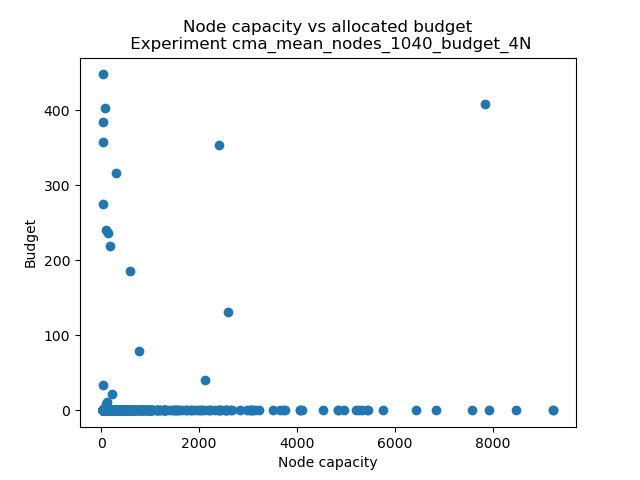 Node capacity vs allocated budget
Experiment cma_mean_nodes_1040_budget_4N
400
300
200
100
0
Budget
0 2000 4000 6000 8000
Node capacity